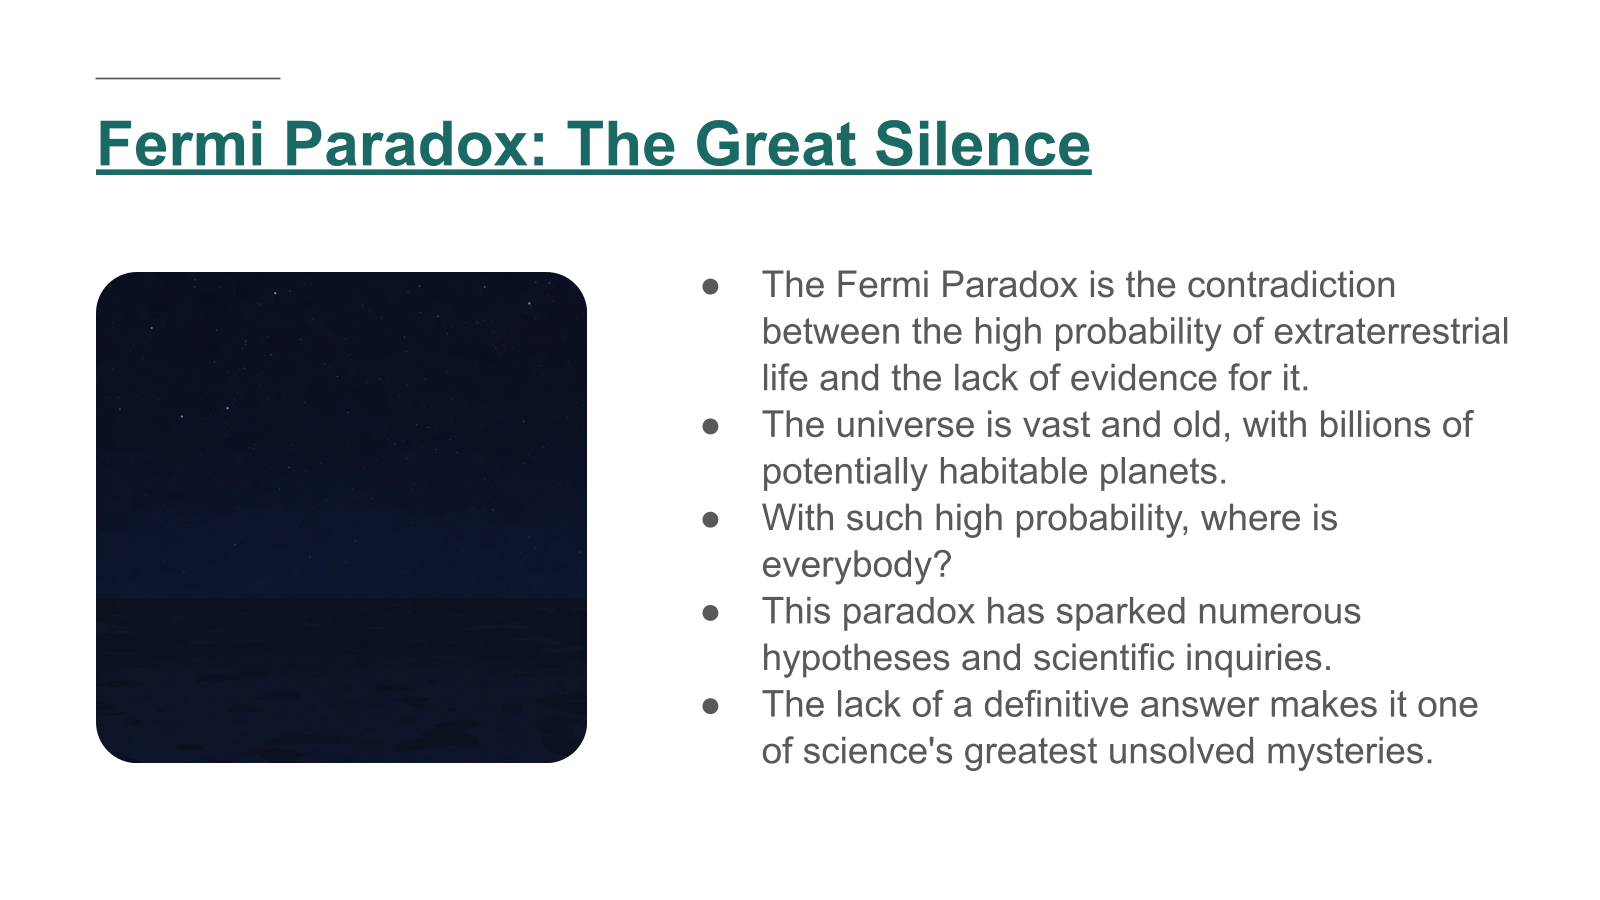 Fermi Paradox: The Great Silence
● The Fermi Paradox is the contradiction
between the high probability of extraterrestrial
life and the lack of evidence for it.
● The universe is vast and old, with billions of
potentially habitable planets.
● With such high probability, where is
everybody?
● This paradox has sparked numerous
hypotheses and scientific inquiries.
● The lack of a definitive answer makes it one
of science's greatest unsolved mysteries.